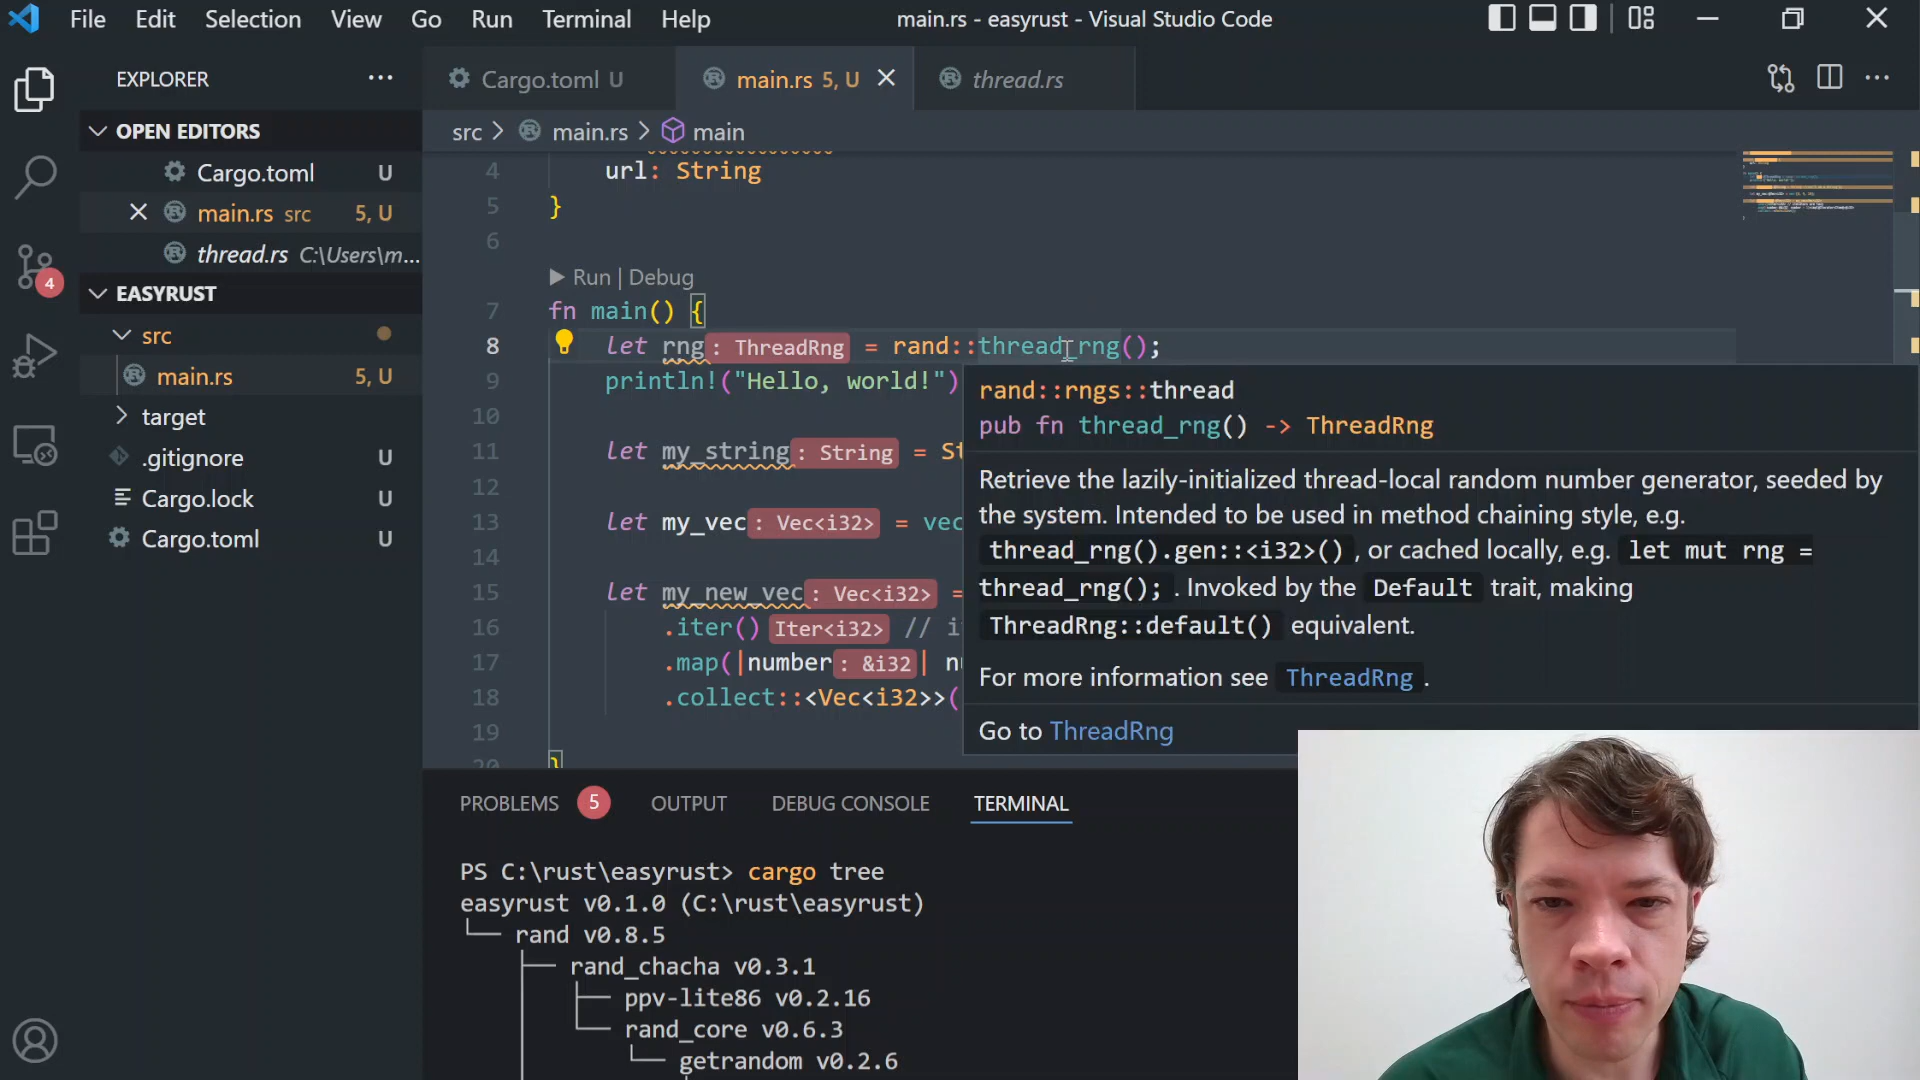 File Edit Selection View Go Run Terminal Help
main.rs - easyrust - Visual Studio Code
EXPLORER ...
Cargo.toml U
main.rs 5, U
thread.rs
OPEN EDITORS
Cargo.toml U
main.rs src 5, U
thread.rs C:\Users\m...
EASYRUST
src
main.rs 5, U
target
.gitignore U
Cargo.lock U
Cargo.toml U
4
src > main.rs > main
4 url: String
5 }
6
Run | Debug
7 fn main() {
8 let rng: ThreadRng = rand::thread_rng();
9 println!("Hello, world!")
10
11 let my_string: String = St
12
13 let my_vec: Vec<i32> = vec
14
15 let my_new_vec: Vec<i32> =
16 .iter() Iter<i32> // i
17 .map(|number: &i32| nu
18 .collect::<Vec<i32>>(
19
20 }
rand::rngs::thread
pub fn thread_rng() -> ThreadRng
Retrieve the lazily-initialized thread-local random number generator, seeded by
the system. Intended to be used in method chaining style, e.g.
thread_rng().gen::<i32>(), or cached locally, e.g. let mut rng =
thread_rng(); . Invoked by the Default trait, making
ThreadRng::default() equivalent.
For more information see ThreadRng .
Go to ThreadRng
PROBLEMS 5 OUTPUT DEBUG CONSOLE TERMINAL
PS C:\rust\easyrust> cargo tree
easyrust v0.1.0 (C:\rust\easyrust)
└── rand v0.8.5
├── rand_chacha v0.3.1
├── ppv-lite86 v0.2.16
└── rand_core v0.6.3
└── getrandom v0.2.6